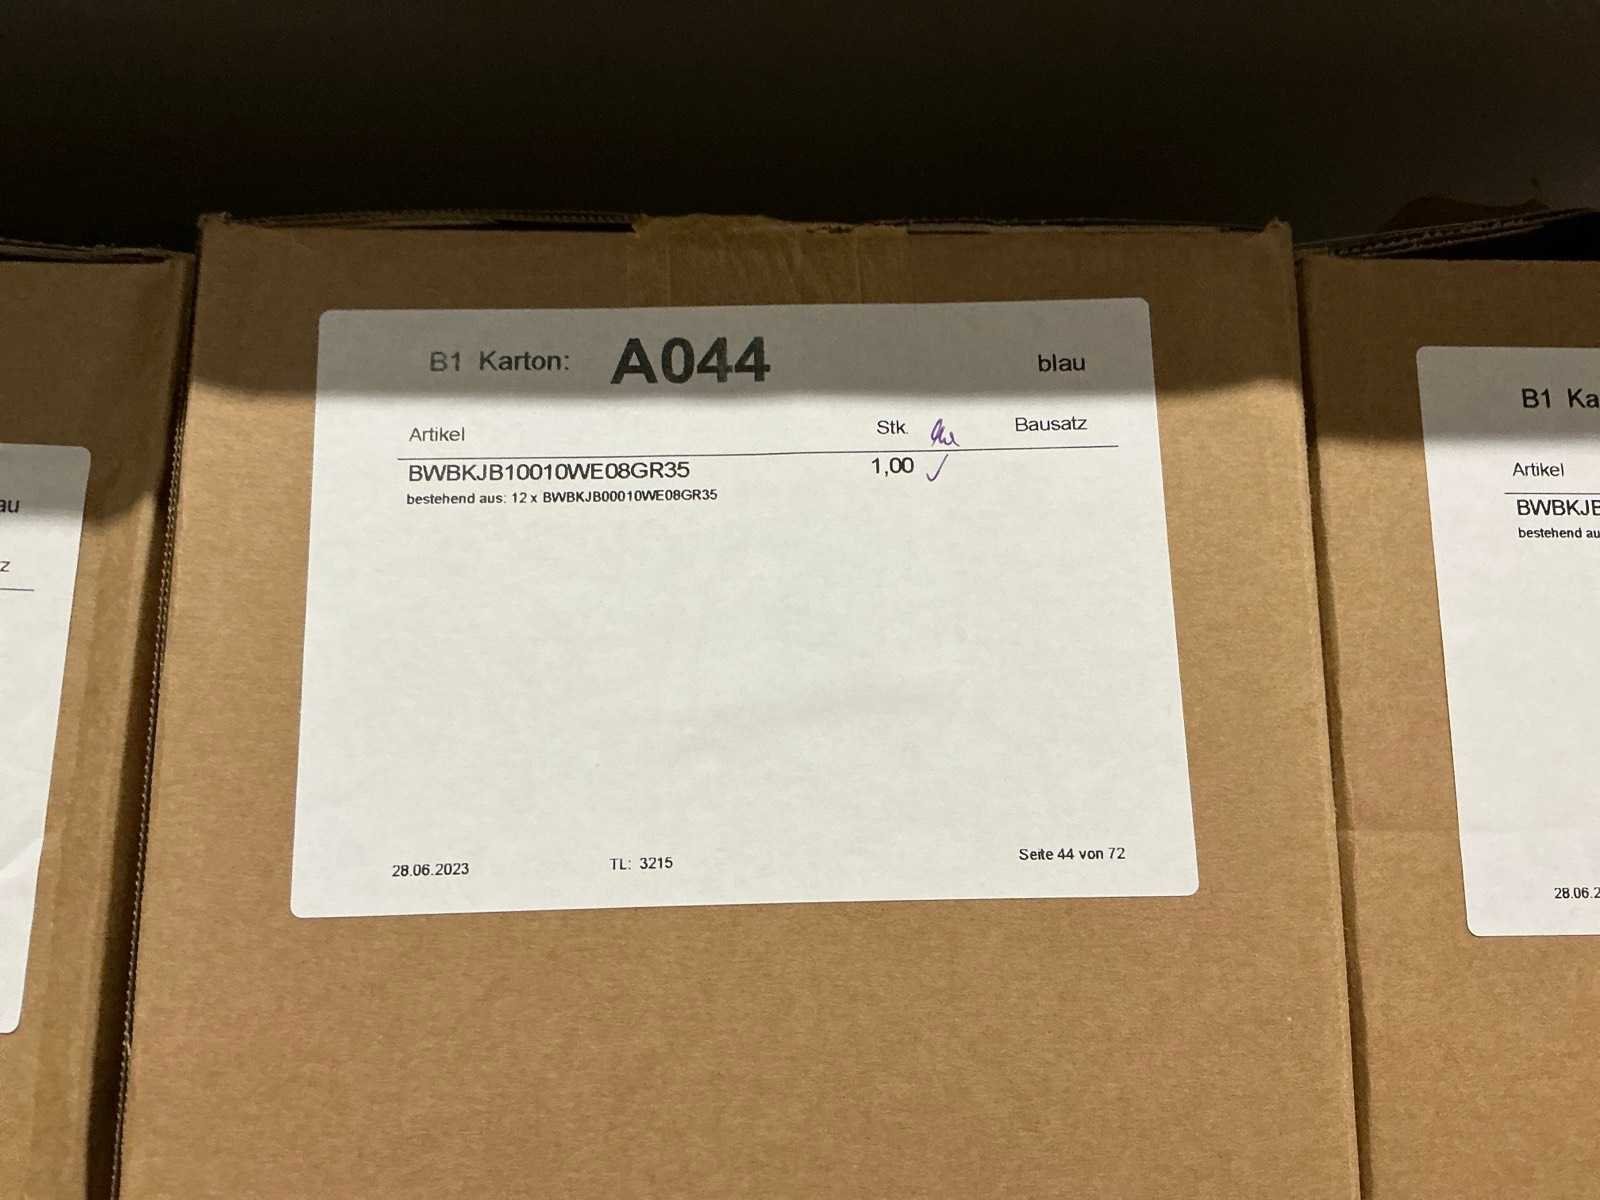 B1 Karton: A044 blau
Artikel Stk. Bausatz
BWBKJB10010WE08GR35 1,00 ✓
bestehend aus: 12 x BWBKJB00010WE08GR35
28.06.2023 TL: 3215 Seite 44 von 72
B1 Ka
Artikel
BWBKJB
bestehend au
28.06.2
au
z